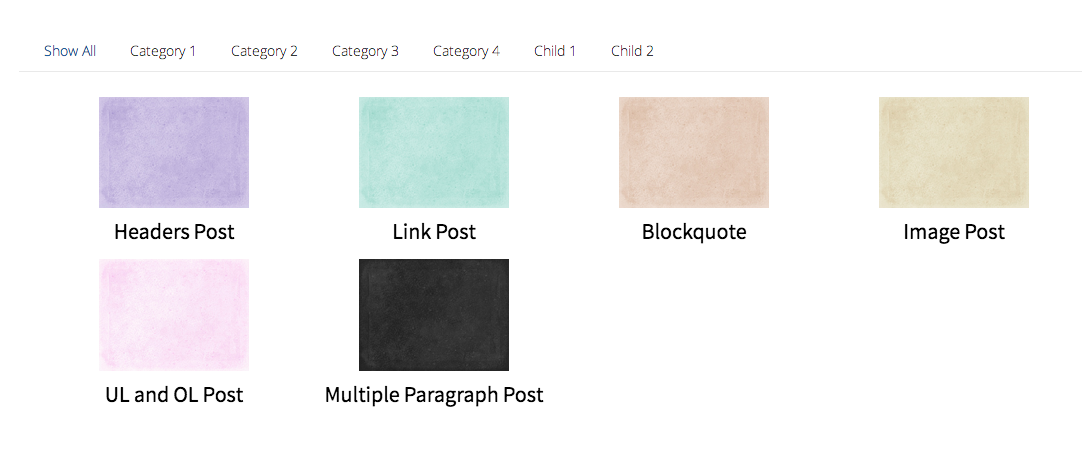 Show All Category 1 Category 2 Category 3 Category 4 Child 1 Child 2
Headers Post Link Post Blockquote Image Post
UL and OL Post Multiple Paragraph Post